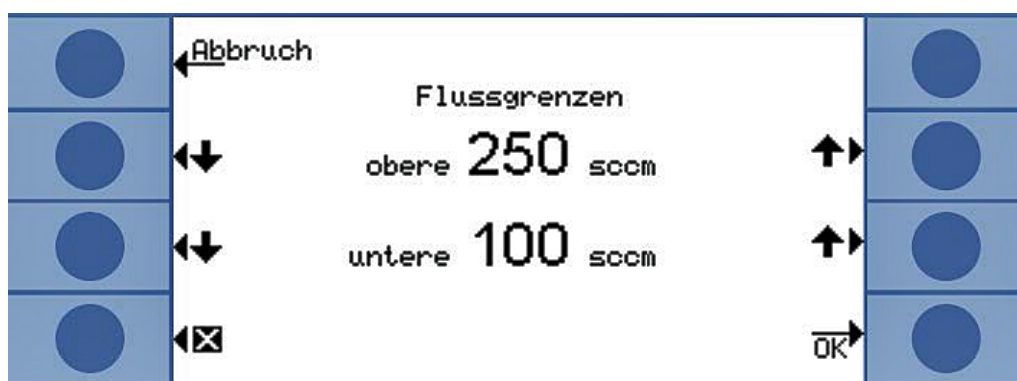 Abbruch
Flussgrenzen
obere 250 sccm
untere 100 sccm
OK